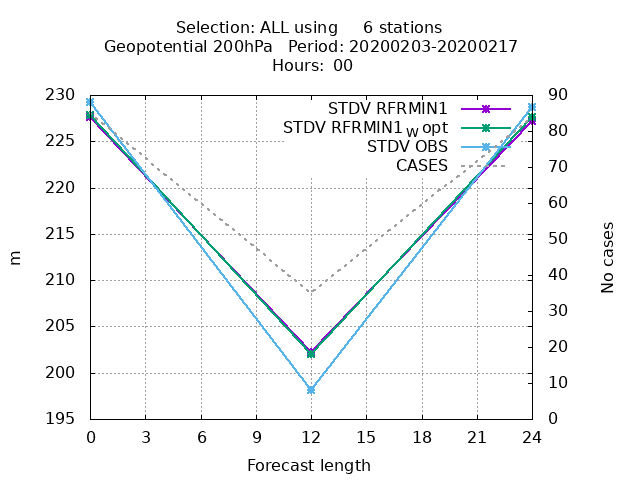 Selection: ALL using 6 stations
Geopotential 200hPa Period: 20200203-20200217
Hours: 00
STDV RFRMIN1
STDV RFRMIN1wopt
STDV OBS
CASES
230
225
220
215
210
205
200
195
m
90
80
70
60
50
40
30
20
10
0
No cases
0 3 6 9 12 15 18 21 24
Forecast length